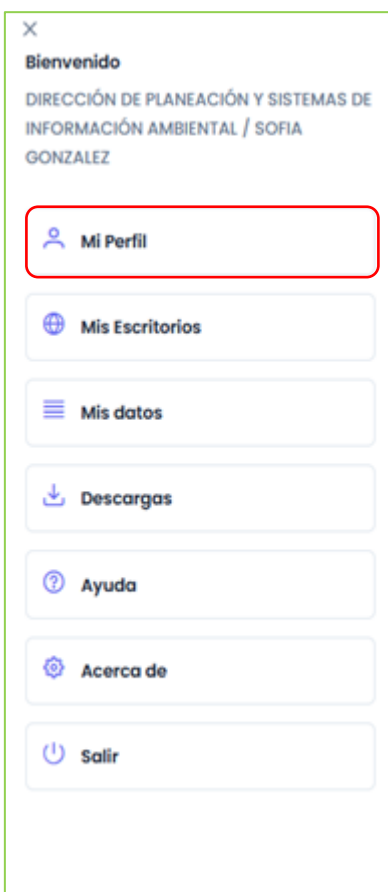 Bienvenido
DIRECCIÓN DE PLANEACIÓN Y SISTEMAS DE
INFORMACIÓN AMBIENTAL / SOFIA
GONZALEZ
Mi Perfil
Mis Escritorios
Mis datos
Descargas
Ayuda
Acerca de
Salir